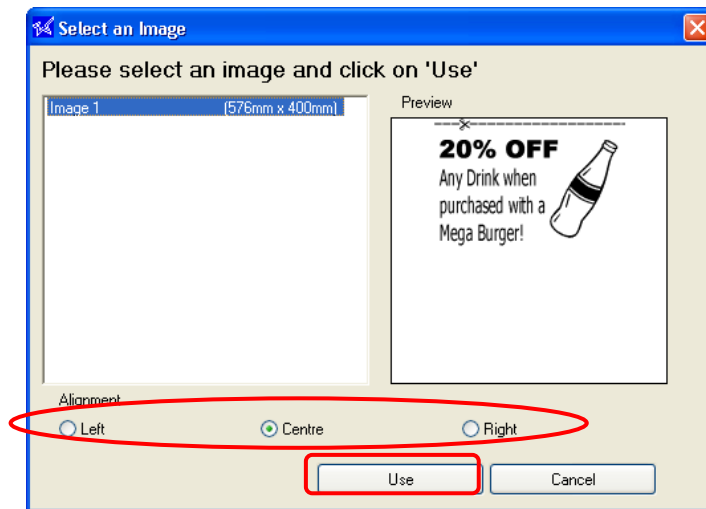 Select an Image
Please select an image and click on 'Use'
Image 1 (576mm x 400mm)
Preview
20% OFF
Any Drink when
purchased with a
Mega Burger!
Alignment
Left Centre Right
Use Cancel